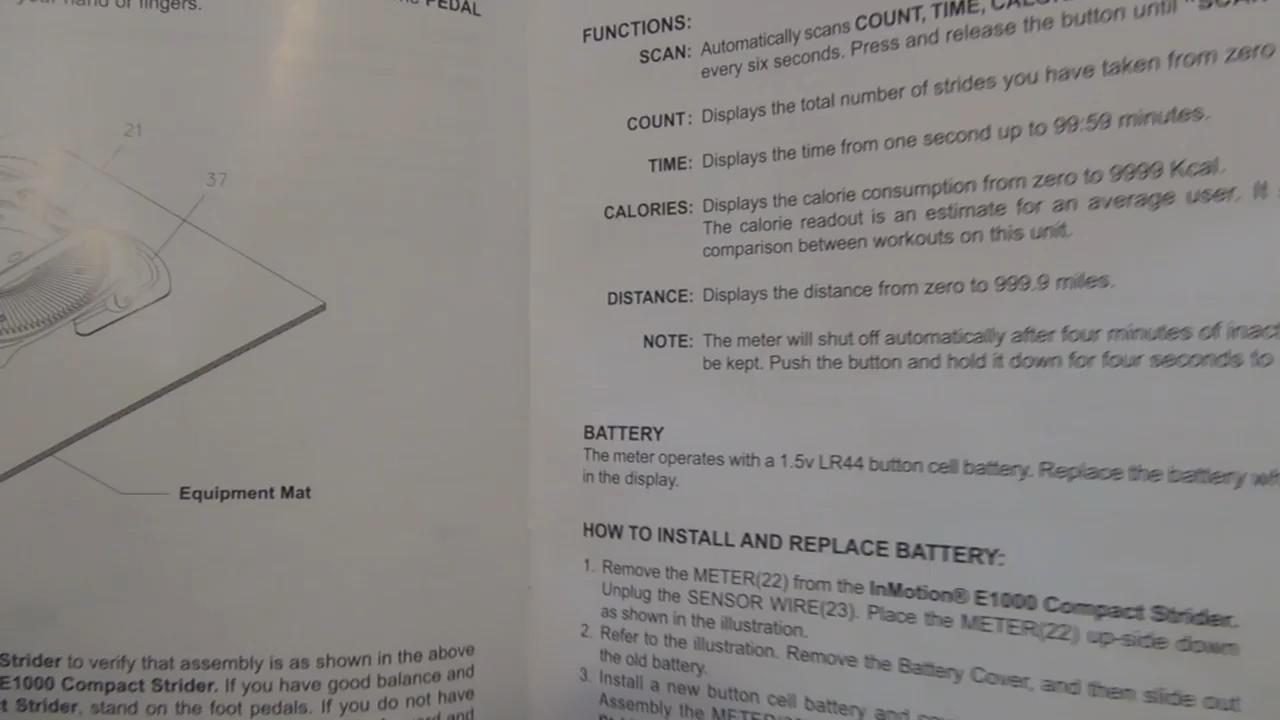 your hand or fingers.
PEDAL
21
37
Equipment Mat
Strider to verify that assembly is as shown in the above
E1000 Compact Strider. If you have good balance and
t Strider, stand on the foot pedals. If you do not have
and
FUNCTIONS:
SCAN: Automatically scans COUNT, TIME,
every six seconds. Press and release the button until "SCAN
COUNT: Displays the total number of strides you have taken from zero
TIME: Displays the time from one second up to 99:59 minutes.
CALORIES: Displays the calorie consumption from zero to 9999 Kcal.
The calorie readout is an estimate for an average user. It
comparison between workouts on this unit.
DISTANCE: Displays the distance from zero to 999.9 miles.
NOTE: The meter will shut off automatically after four minutes of inact
be kept. Push the button and hold it down for four seconds to
BATTERY
The meter operates with a 1.5v LR44 button cell battery. Replace the battery
in the display.
HOW TO INSTALL AND REPLACE BATTERY:
1. Remove the METER(22) from the InMotion® E1000 Compact Strider.
Unplug the SENSOR WIRE(23). Place the METER(22) up-side down
as shown in the illustration.
2. Refer to the illustration. Remove the Battery Cover, and then slide out
the old battery.
3. Install a new button cell battery and
Assembly the